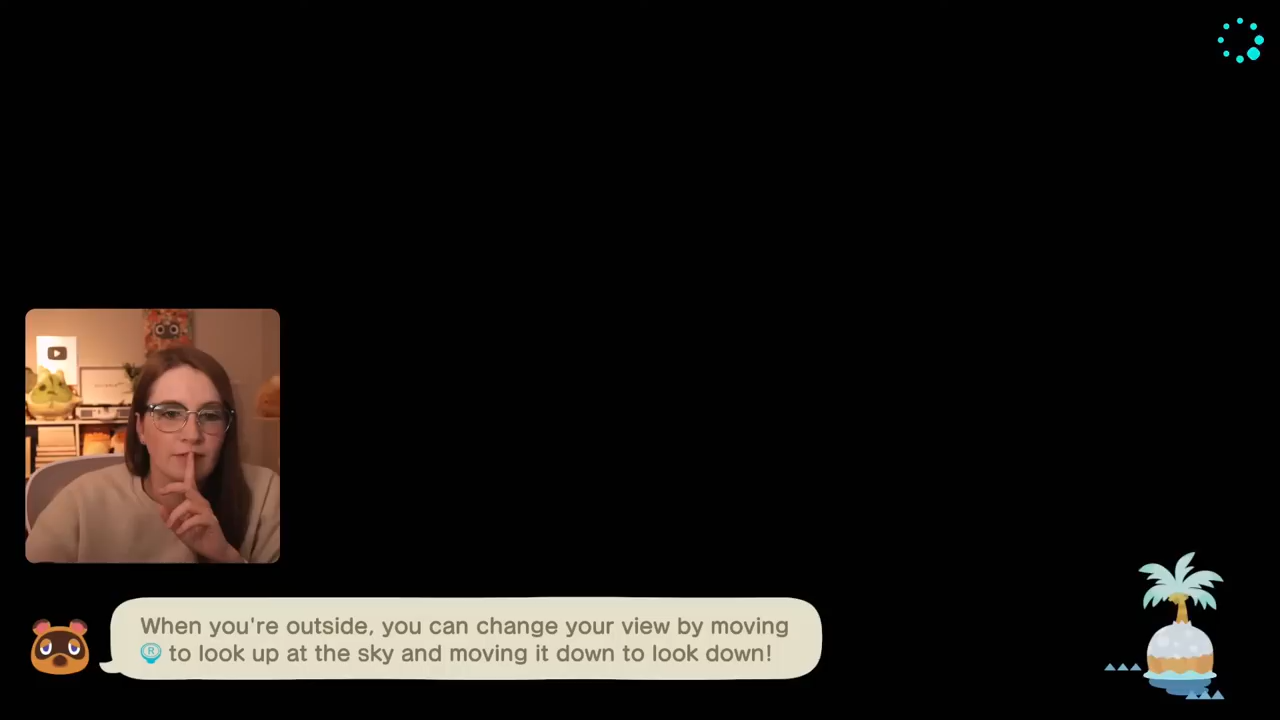 When you're outside, you can change your view by moving
R to look up at the sky and moving it down to look down!